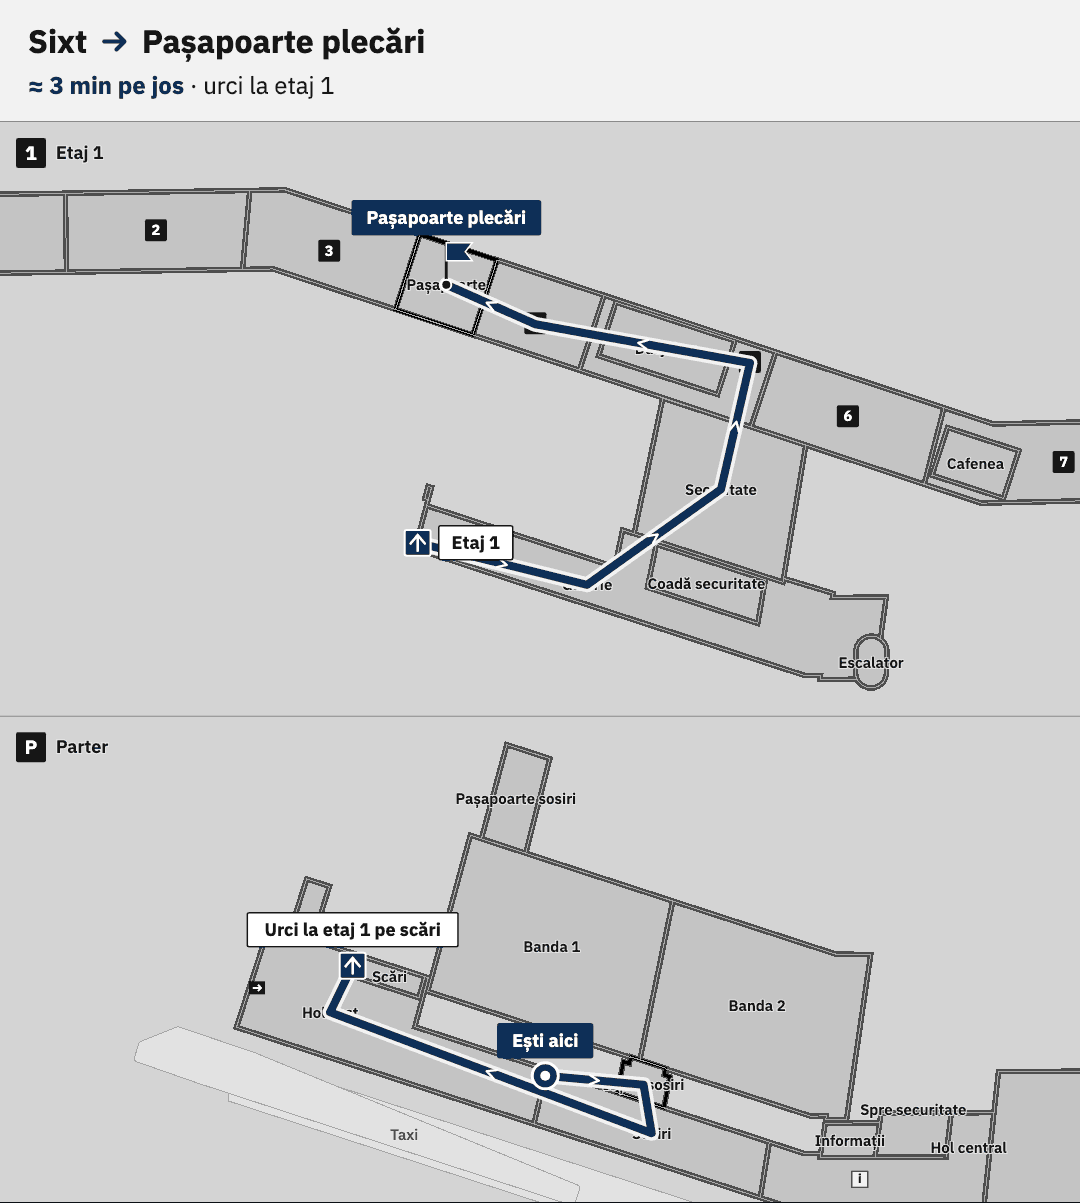 Sixt → Pașapoarte plecări
≈ 3 min pe jos · urci la etaj 1
1 Etaj 1
Pașapoarte plecări
2
3
6
Cafenea
7
Etaj 1
Coadă securitate
Escalator
P Parter
Pașapoarte sosiri
Urci la etaj 1 pe scări
Scări
Banda 1
Banda 2
Ești aici
sosiri
Spre securitate
Informații
Hol central
Taxi
i